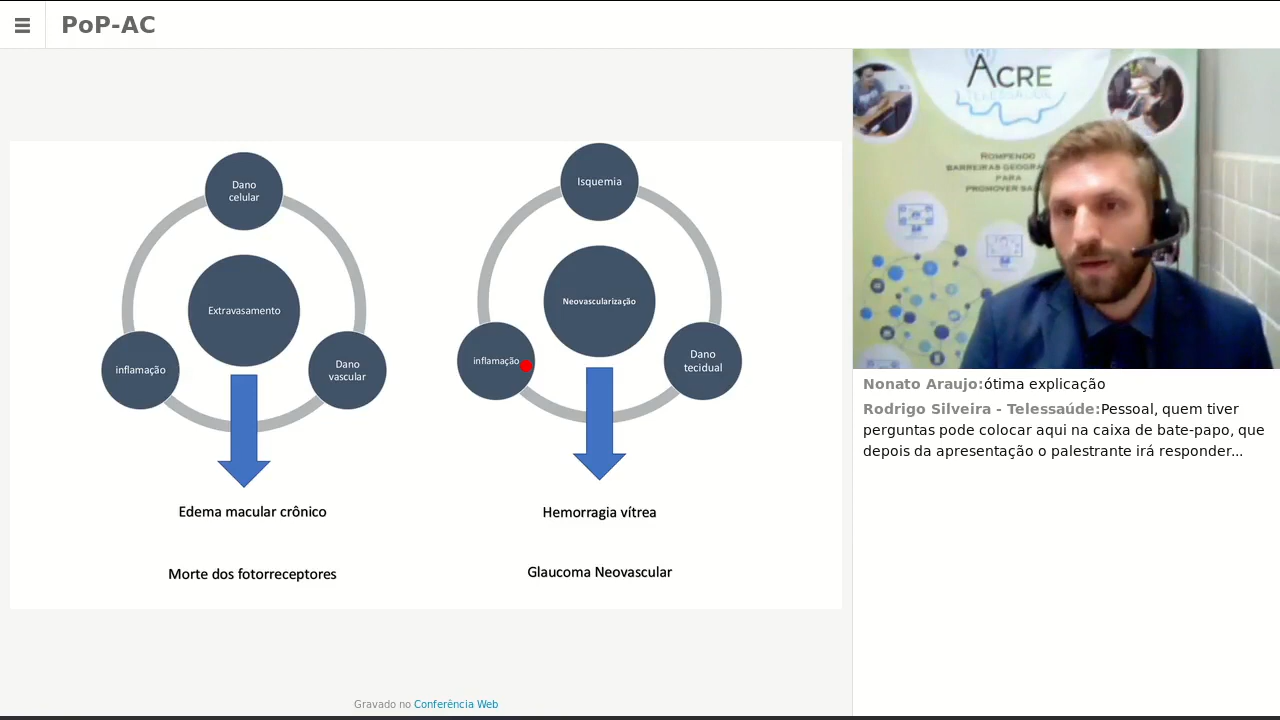 PoP-AC
Dano
celular
Extravasamento
inflamação
Dano
vascular
Edema macular crônico
Morte dos fotorreceptores
Isquemia
Neovascularização
inflamação
Dano
tecidual
Hemorragia vítrea
Glaucoma Neovascular
Gravado no Conferência Web
ACRE
TELESSAÚDE
ROMPENDO
BARREIRAS GEOGRA
PARA
PROMOVER SA
Nonato Araujo:ótima explicação
Rodrigo Silveira - Telessaúde:Pessoal, quem tiver
perguntas pode colocar aqui na caixa de bate-papo, que
depois da apresentação o palestrante irá responder...